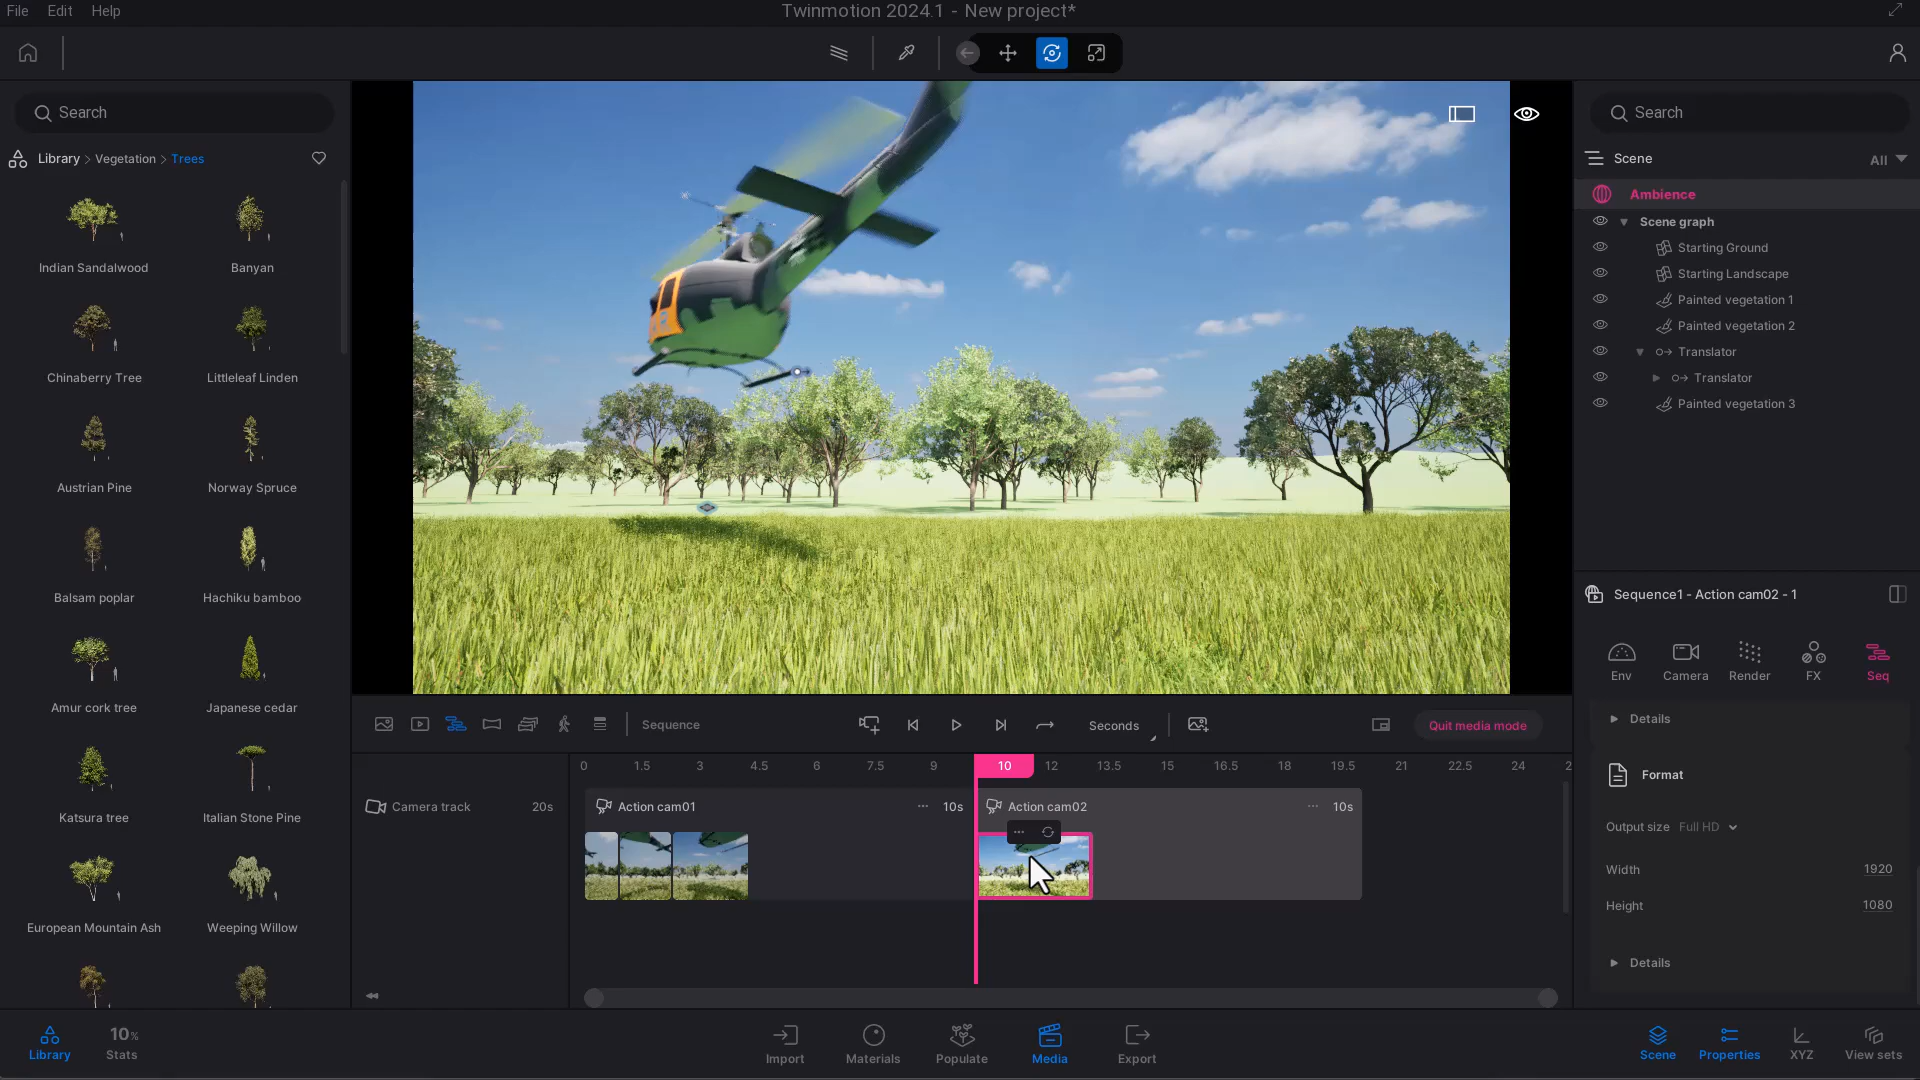 File Edit Help
Twinmotion 2024.1 - New project*
Search
Library > Vegetation > Trees
Indian Sandalwood
Banyan
Chinaberry Tree
Littleleaf Linden
Austrian Pine
Norway Spruce
Balsam poplar
Hachiku bamboo
Amur cork tree
Japanese cedar
Katsura tree
Italian Stone Pine
European Mountain Ash
Weeping Willow
Search
Scene
All
Ambience
Scene graph
Starting Ground
Starting Landscape
Painted vegetation 1
Painted vegetation 2
Translator
Translator
Painted vegetation 3
Sequence1 - Action cam02 - 1
Env Camera Render FX Seq
Details
Format
Output size Full HD
Width 1920
Height 1080
Details
Sequence
Seconds
Quit media mode
0 1.5 3 4.5 6 7.5 9 10 12 13.5 15 16.5 18 19.5 21 22.5 24
Camera track 20s
Action cam01 ... 10s
Action cam02 ... 10s
Library
10% Stats
Import
Materials
Populate
Media
Export
Scene
Properties
XYZ
View sets